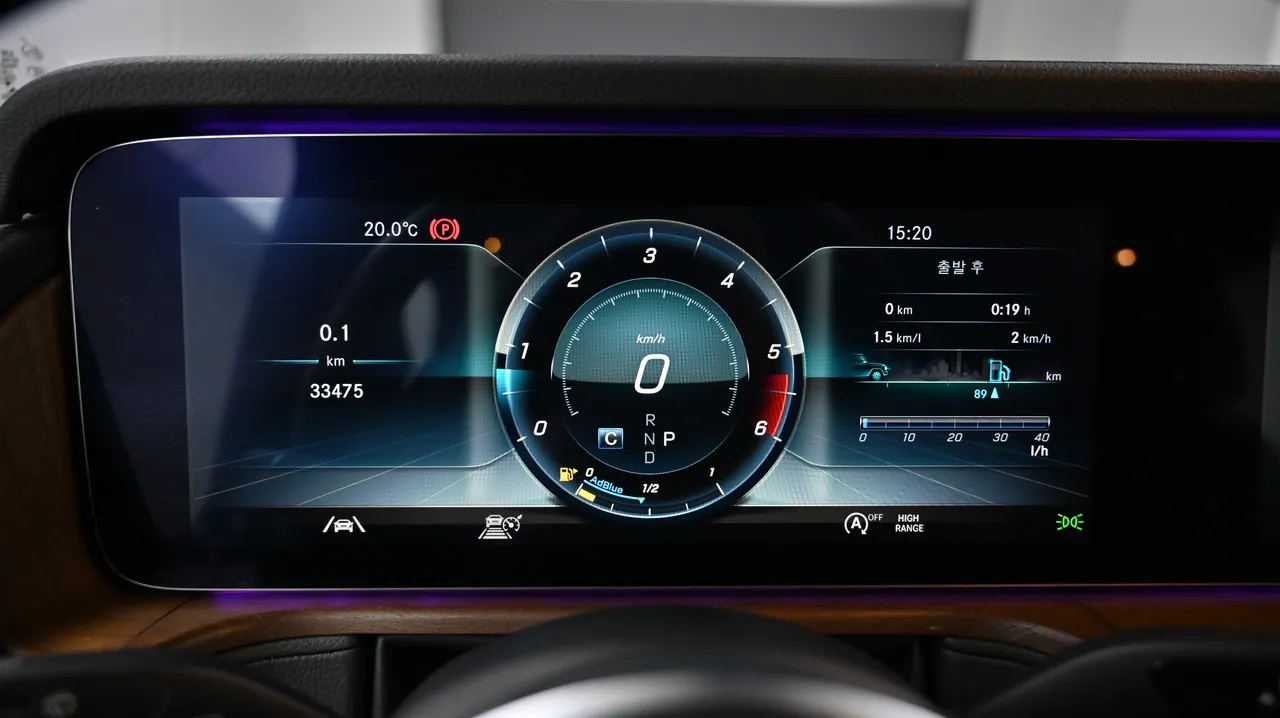 20.0℃ P
0.1
km
33475
0 1 2 3 4 5 6
km/h
0
R
C N P
D
0 1/2 1
AdBlue
15:20
출발 후
0 km 0:19 h
1.5 km/l 2 km/h
km
89 ▲
0 10 20 30 40
l/h
A OFF HIGH
RANGE